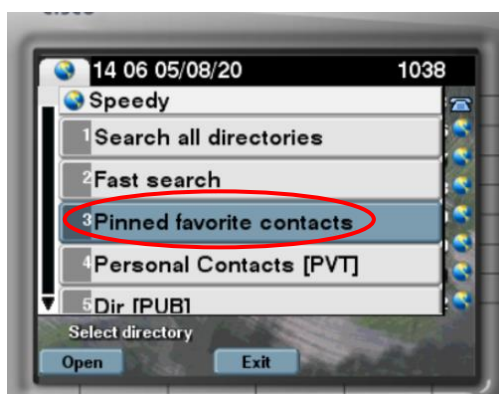 14 06 05/08/20 1038
Speedy
1 Search all directories
2 Fast search
3 Pinned favorite contacts
4 Personal Contacts [PVT]
5 Dir [PUB]
Select directory
Open Exit